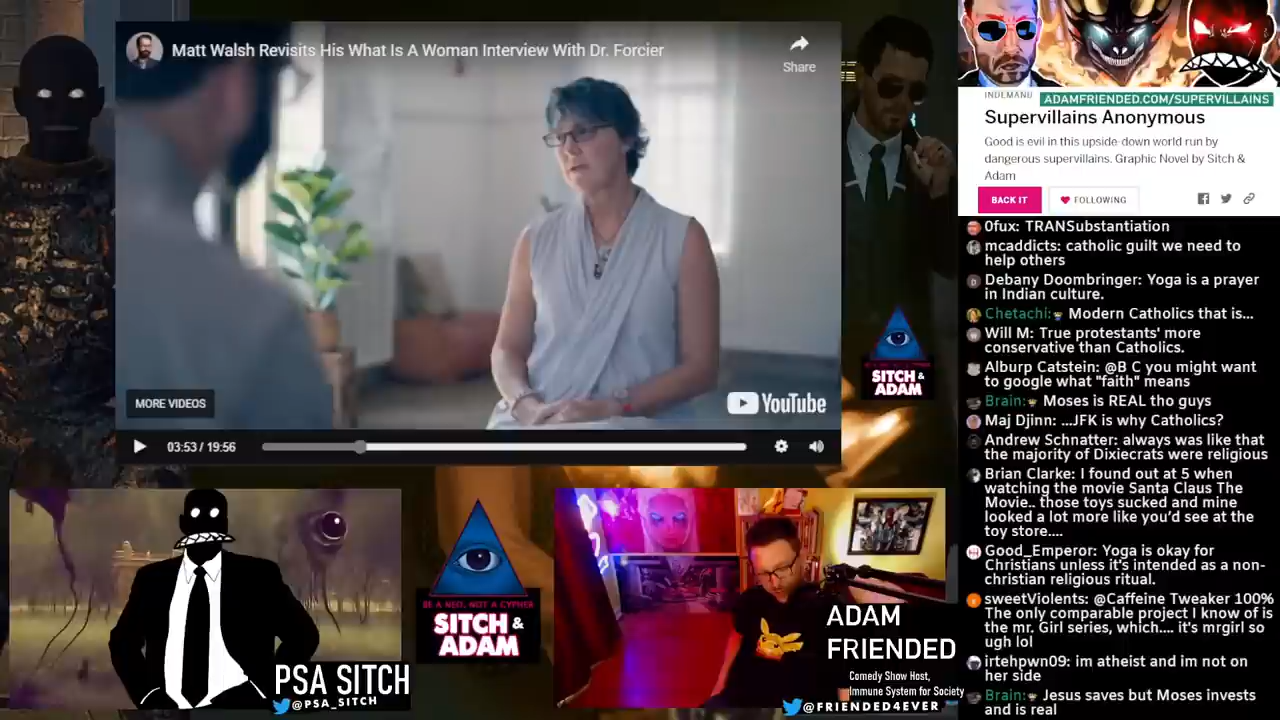 Matt Walsh Revisits His What Is A Woman Interview With Dr. Forcier
Share
MORE VIDEOS
YouTube
03:53 / 19:56
SITCH &
ADAM
BE A NEO, NOT A CYPHER
SITCH &
ADAM
PSA SITCH
@PSA_SITCH
ADAM
FRIENDED
Comedy Show Host,
Immune System for Society
@FRIENDED4EVER
INDEMAND
ADAMFRIENDED.COM/SUPERVILLAINS
Supervillains Anonymous
Good is evil in this upside-down world run by
dangerous supervillains. Graphic Novel by Sitch &
Adam
BACK IT
FOLLOWING
0fux: TRANSubstantiation
mcaddicts: catholic guilt we need to
help others
Debany Doombringer: Yoga is a prayer
in Indian culture.
Chetachi: Modern Catholics that is...
Will M: True protestants' more
conservative than Catholics.
Alburp Catstein: @B C you might want
to google what "faith" means
Brain: Moses is REAL tho guys
Maj Djinn: ...JFK is why Catholics?
Andrew Schnatter: always was like that
the majority of Dixiecrats were religious
Brian Clarke: I found out at 5 when
watching the movie Santa Claus The
Movie.. those toys sucked and mine
looked a lot more like you'd see at the
toy store....
Good_Emperor: Yoga is okay for
Christians unless it's intended as a non-
christian religious ritual.
sweetViolents: @Caffeine Tweaker 100%
The only comparable project I know of is
the mr. Girl series, which.... it's mrgirl so
ugh lol
irtehpwn09: im atheist and im not on
her side
Brain: Jesus saves but Moses invests
and is real